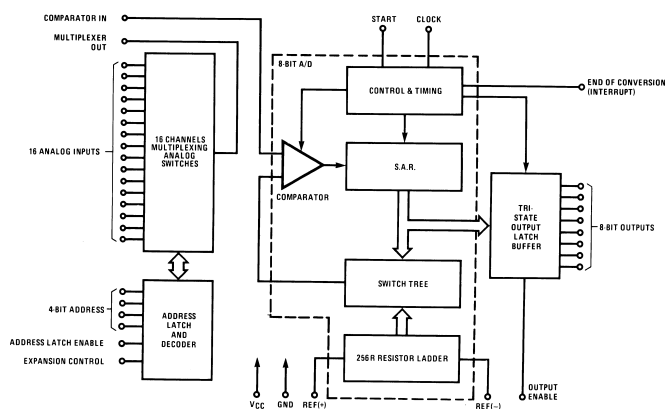 START
CLOCK
COMPARATOR IN
MULTIPLEXER
OUT
8-BIT A/D
CONTROL & TIMING
END OF CONVERSION
(INTERRUPT)
16 ANALOG INPUTS
16 CHANNELS
MULTIPLEXING
ANALOG
SWITCHES
COMPARATOR
S.A.R.
TRI-
STATE
OUTPUT
LATCH
BUFFER
8-BIT OUTPUTS
SWITCH TREE
4-BIT ADDRESS
ADDRESS
LATCH
AND
DECODER
ADDRESS LATCH ENABLE
EXPANSION CONTROL
256R RESISTOR LADDER
VCC
GND
REF(+)
REF(−)
OUTPUT
ENABLE